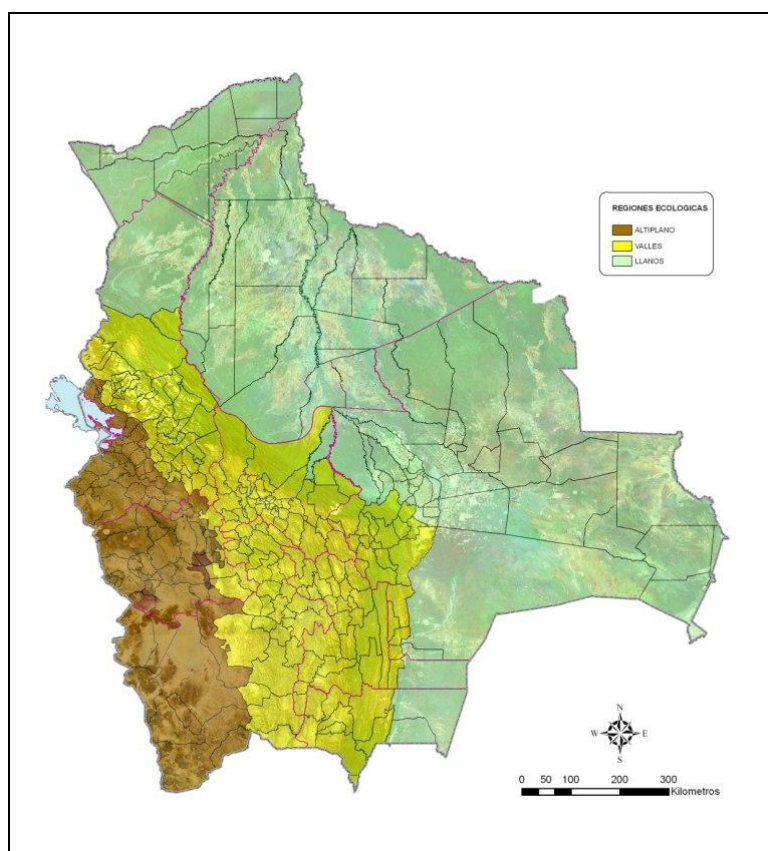 REGIONES ECOLOGICAS
ALTIPLANO
VALLES
LLANOS
N
W E
S
0 50 100 200 300
Kilometros